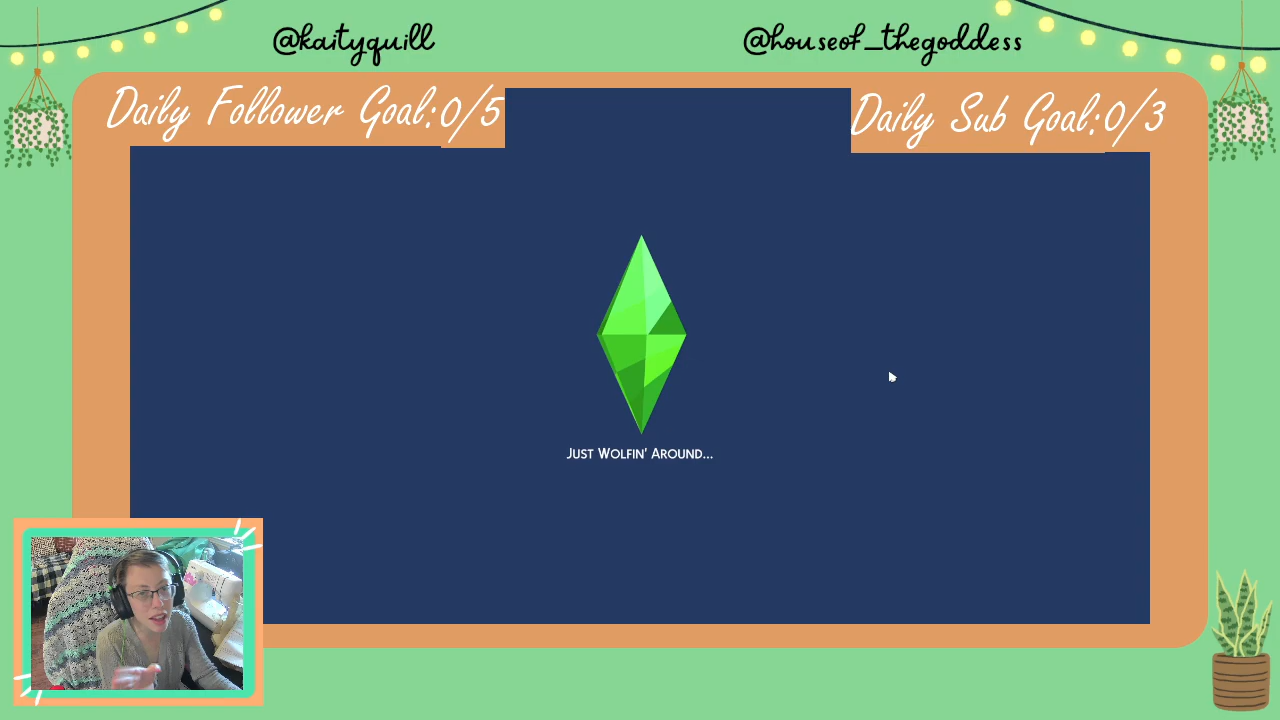 @kaityquill
@houseof_thegoddess
Daily Follower Goal:0/5
Daily Sub Goal:0/3
Just Wolfin' Around...